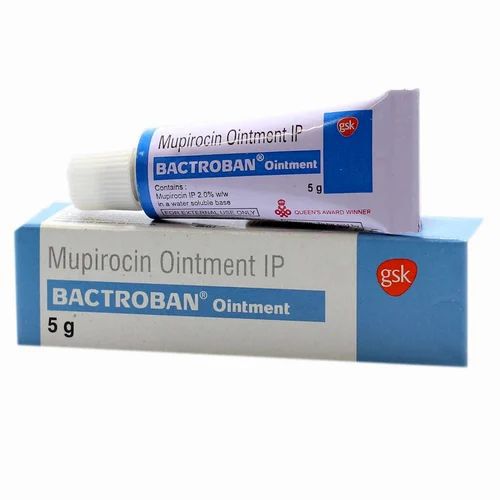 Mupirocin Ointment IP
BACTROBAN® Ointment
Contains :
Mupirocin IP 2.0% w/w
in a water soluble base
5 g
FOR EXTERNAL USE ONLY
QUEEN'S AWARD WINNER
gsk
Mupirocin Ointment IP
BACTROBAN® Ointment
5 g
gsk